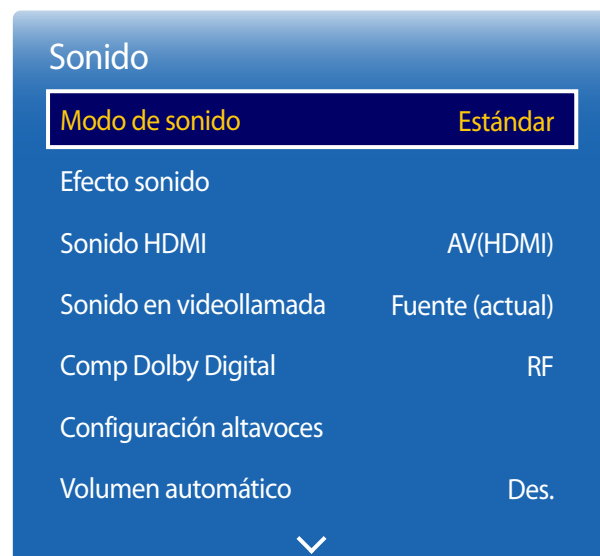 Sonido
Modo de sonido Estándar
Efecto sonido
Sonido HDMI AV(HDMI)
Sonido en videollamada Fuente (actual)
Comp Dolby Digital RF
Configuración altavoces
Volumen automático Des.